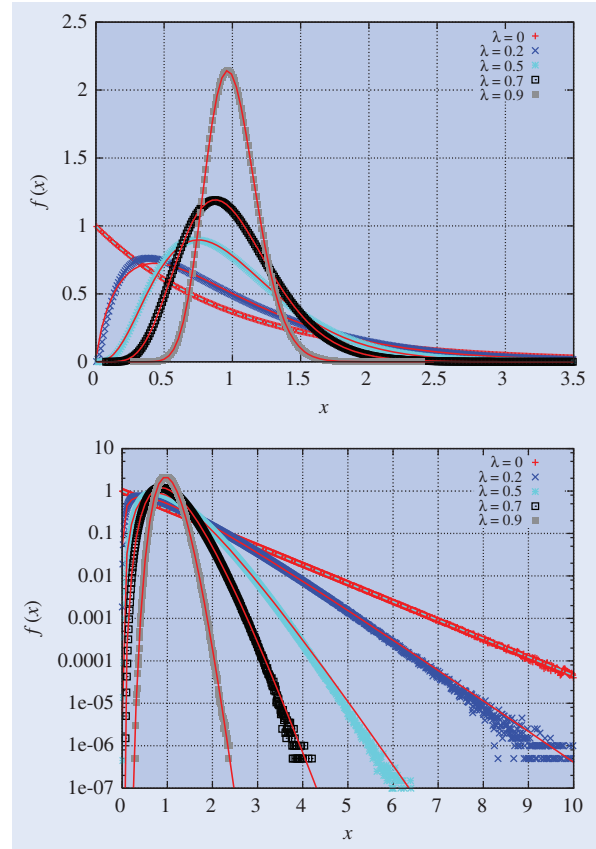 2.5
2
1.5
1
0.5
0
f (x)
λ = 0
λ = 0.2
λ = 0.5
λ = 0.7
λ = 0.9
0 0.5 1 1.5 2 2.5 3 3.5
x
10
1
0.1
0.01
0.001
0.0001
1e-05
1e-06
1e-07
f (x)
λ = 0
λ = 0.2
λ = 0.5
λ = 0.7
λ = 0.9
0 1 2 3 4 5 6 7 8 9 10
x